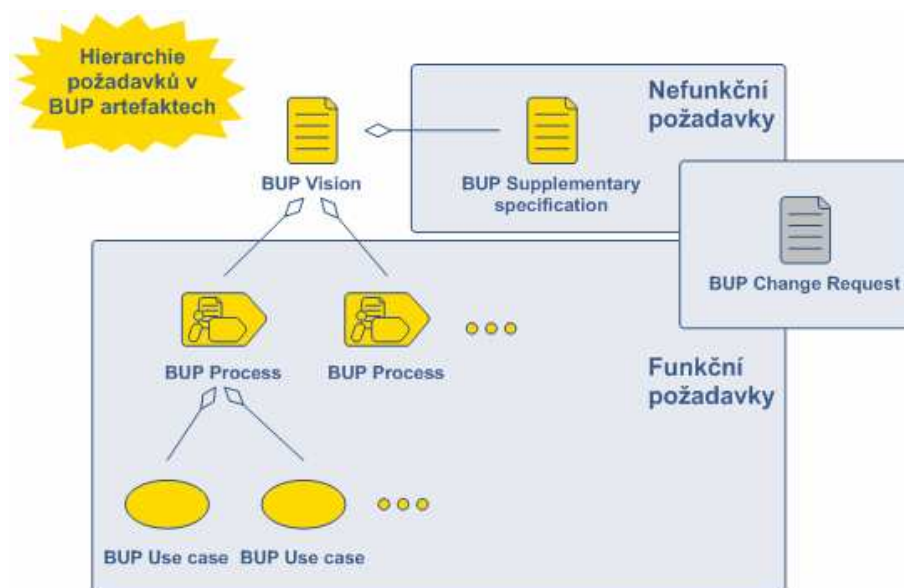 Hierarchie
požadavků v
BUP artefaktech
Nefunkční
požadavky
BUP Vision
BUP Supplementary
specification
BUP Change Request
BUP Process
BUP Process
Funkční
požadavky
BUP Use case
BUP Use case